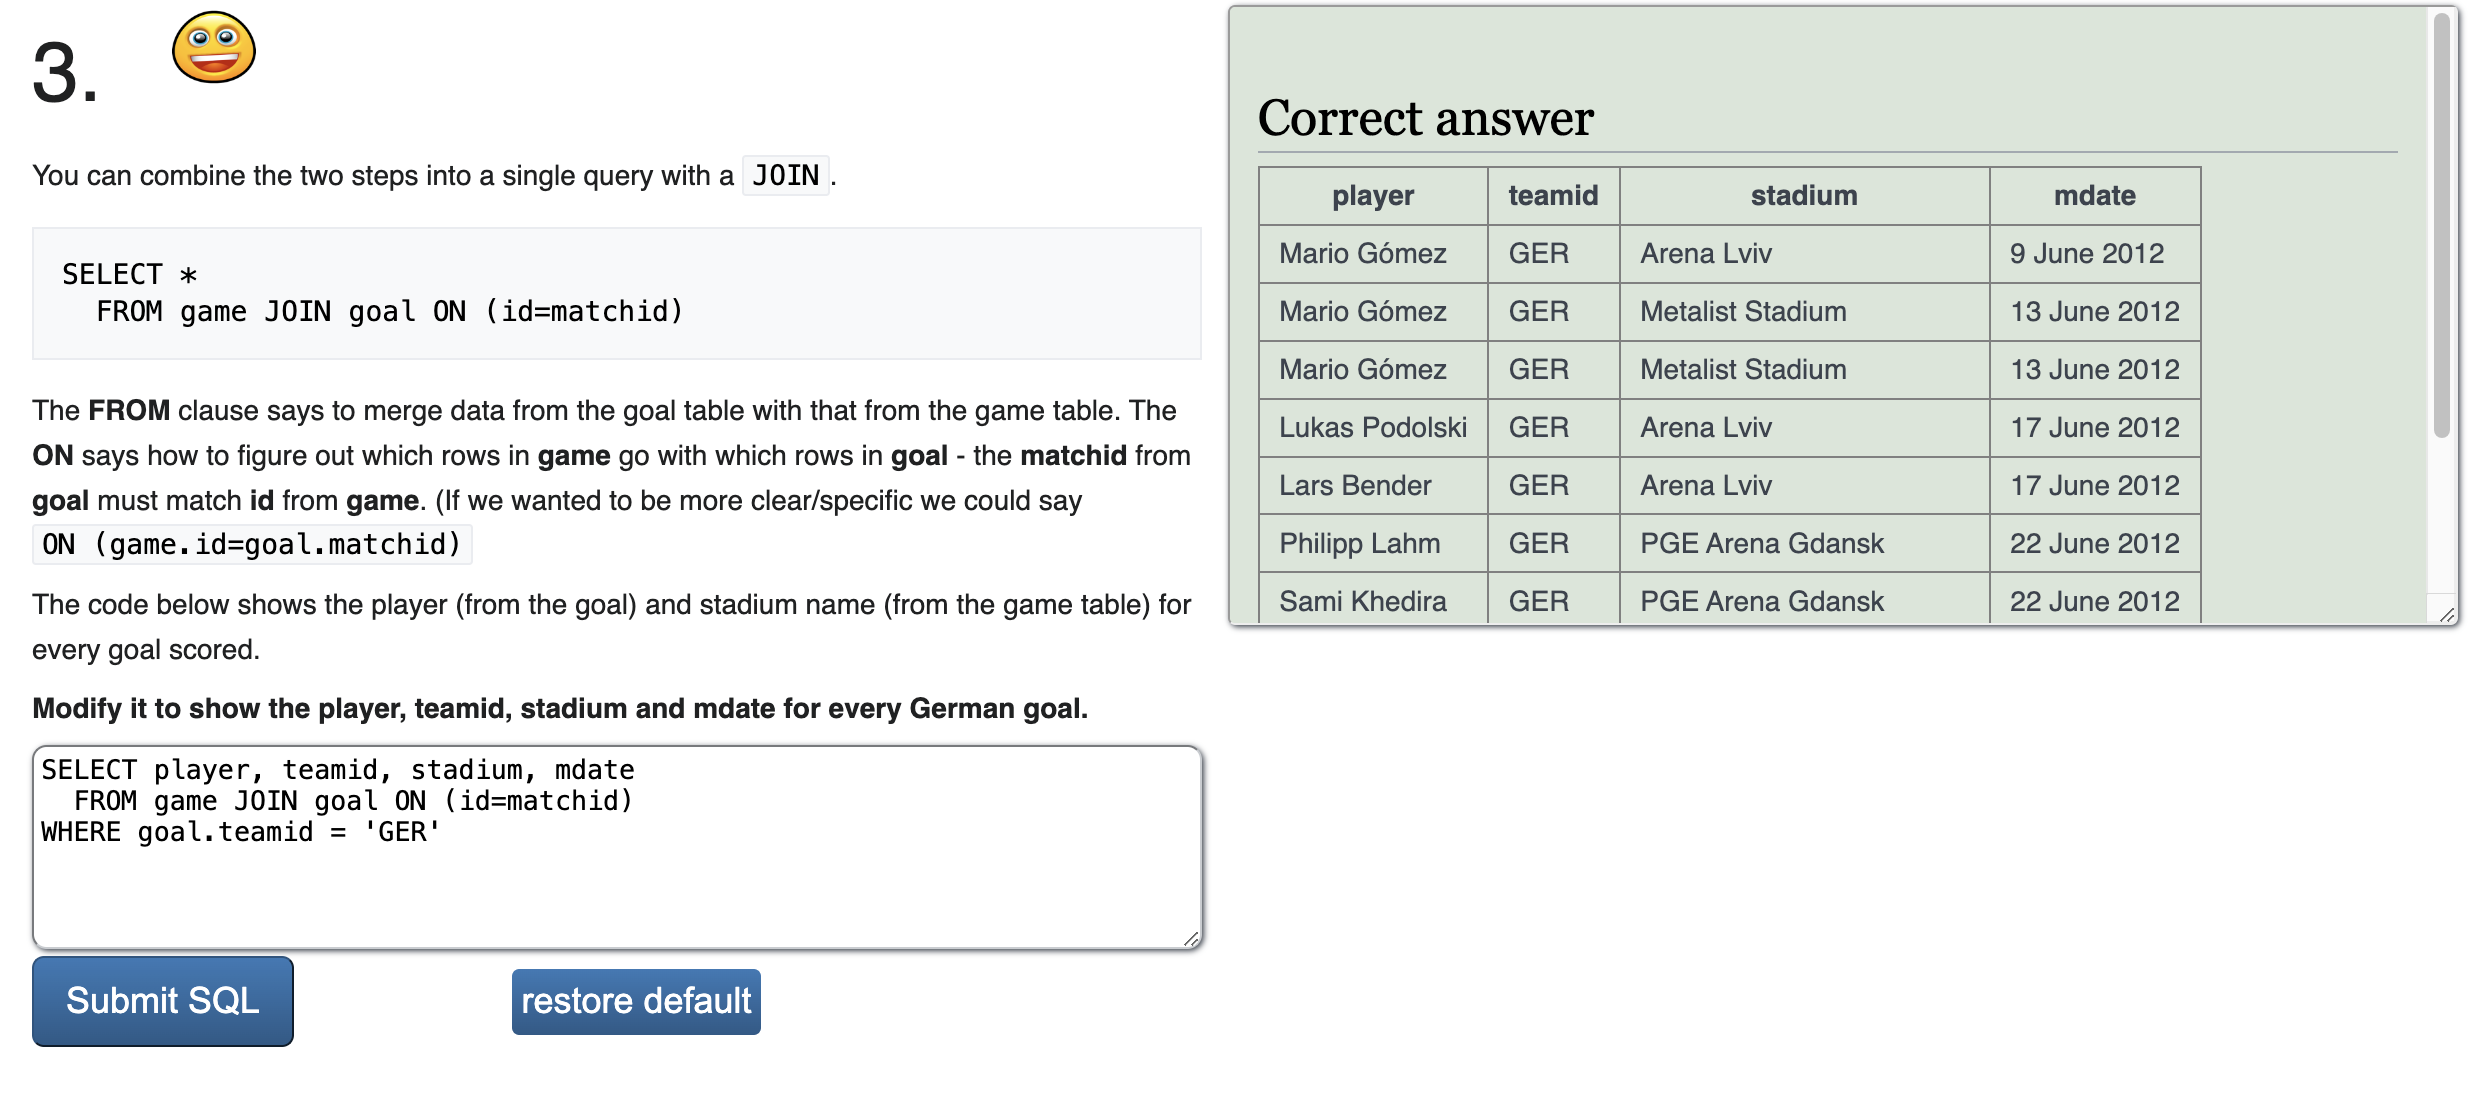 3.
You can combine the two steps into a single query with a JOIN.
SELECT *
  FROM game JOIN goal ON (id=matchid)
The FROM clause says to merge data from the goal table with that from the game table. The
ON says how to figure out which rows in game go with which rows in goal - the matchid from
goal must match id from game. (If we wanted to be more clear/specific we could say
ON (game.id=goal.matchid)
The code below shows the player (from the goal) and stadium name (from the game table) for
every goal scored.
Modify it to show the player, teamid, stadium and mdate for every German goal.
SELECT player, teamid, stadium, mdate
  FROM game JOIN goal ON (id=matchid)
WHERE goal.teamid = 'GER'
Submit SQL restore default
Correct answer
player teamid stadium mdate
Mario Gómez GER Arena Lviv 9 June 2012
Mario Gómez GER Metalist Stadium 13 June 2012
Mario Gómez GER Metalist Stadium 13 June 2012
Lukas Podolski GER Arena Lviv 17 June 2012
Lars Bender GER Arena Lviv 17 June 2012
Philipp Lahm GER PGE Arena Gdansk 22 June 2012
Sami Khedira GER PGE Arena Gdansk 22 June 2012